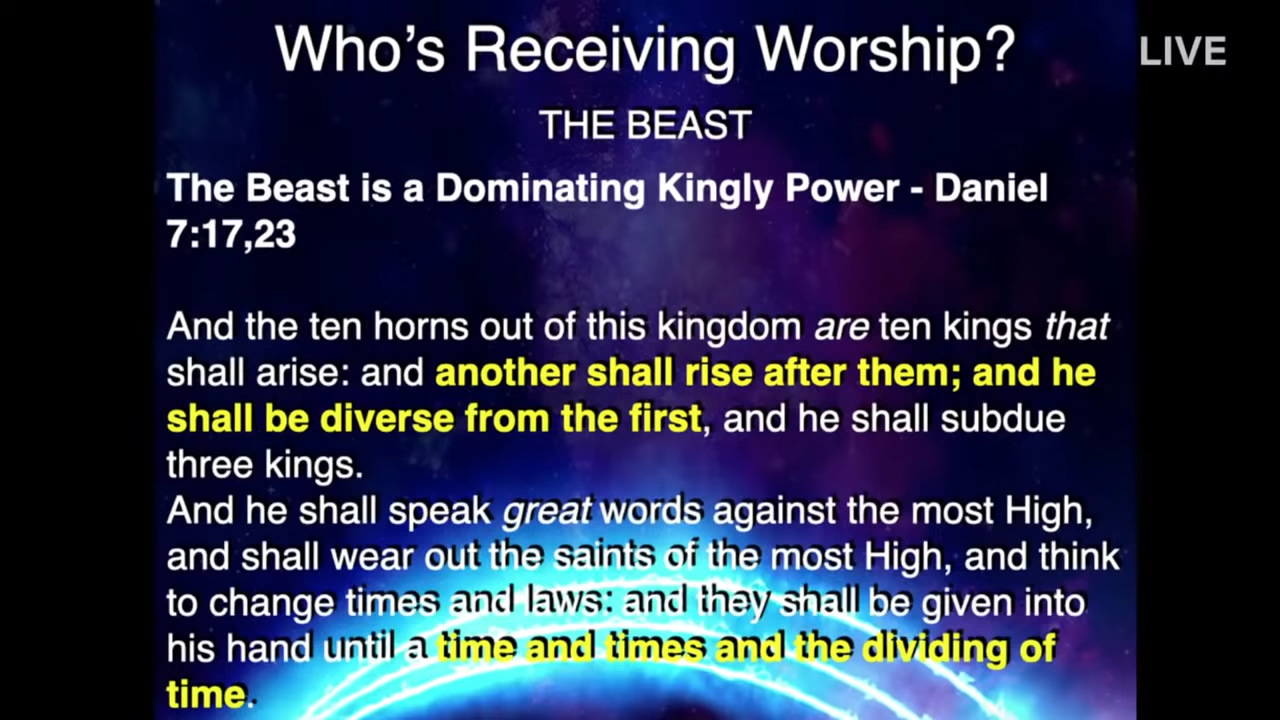 Who's Receiving Worship?
LIVE
THE BEAST
The Beast is a Dominating Kingly Power - Daniel
7:17,23
And the ten horns out of this kingdom are ten kings that
shall arise: and another shall rise after them; and he
shall be diverse from the first, and he shall subdue
three kings.
And he shall speak great words against the most High,
and shall wear out the saints of the most High, and think
to change times and laws: and they shall be given into
his hand until a time and times and the dividing of
time.